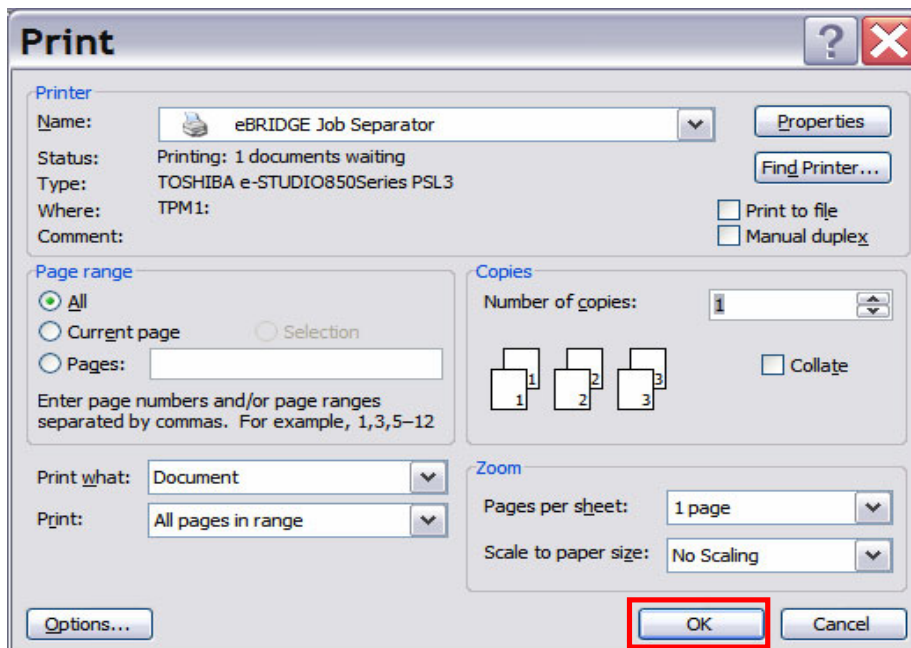 Print
Printer
Name: eBRIDGE Job Separator Properties
Status: Printing: 1 documents waiting
Type: TOSHIBA e-STUDIO850Series PSL3 Find Printer...
Where: TPM1: Print to file
Comment: Manual duplex
Page range
All
Current page Selection
Pages:
Enter page numbers and/or page ranges
separated by commas. For example, 1,3,5–12
Copies
Number of copies: 1
1 1 2 2 3 3
Collate
Print what: Document
Print: All pages in range
Zoom
Pages per sheet: 1 page
Scale to paper size: No Scaling
Options... OK Cancel